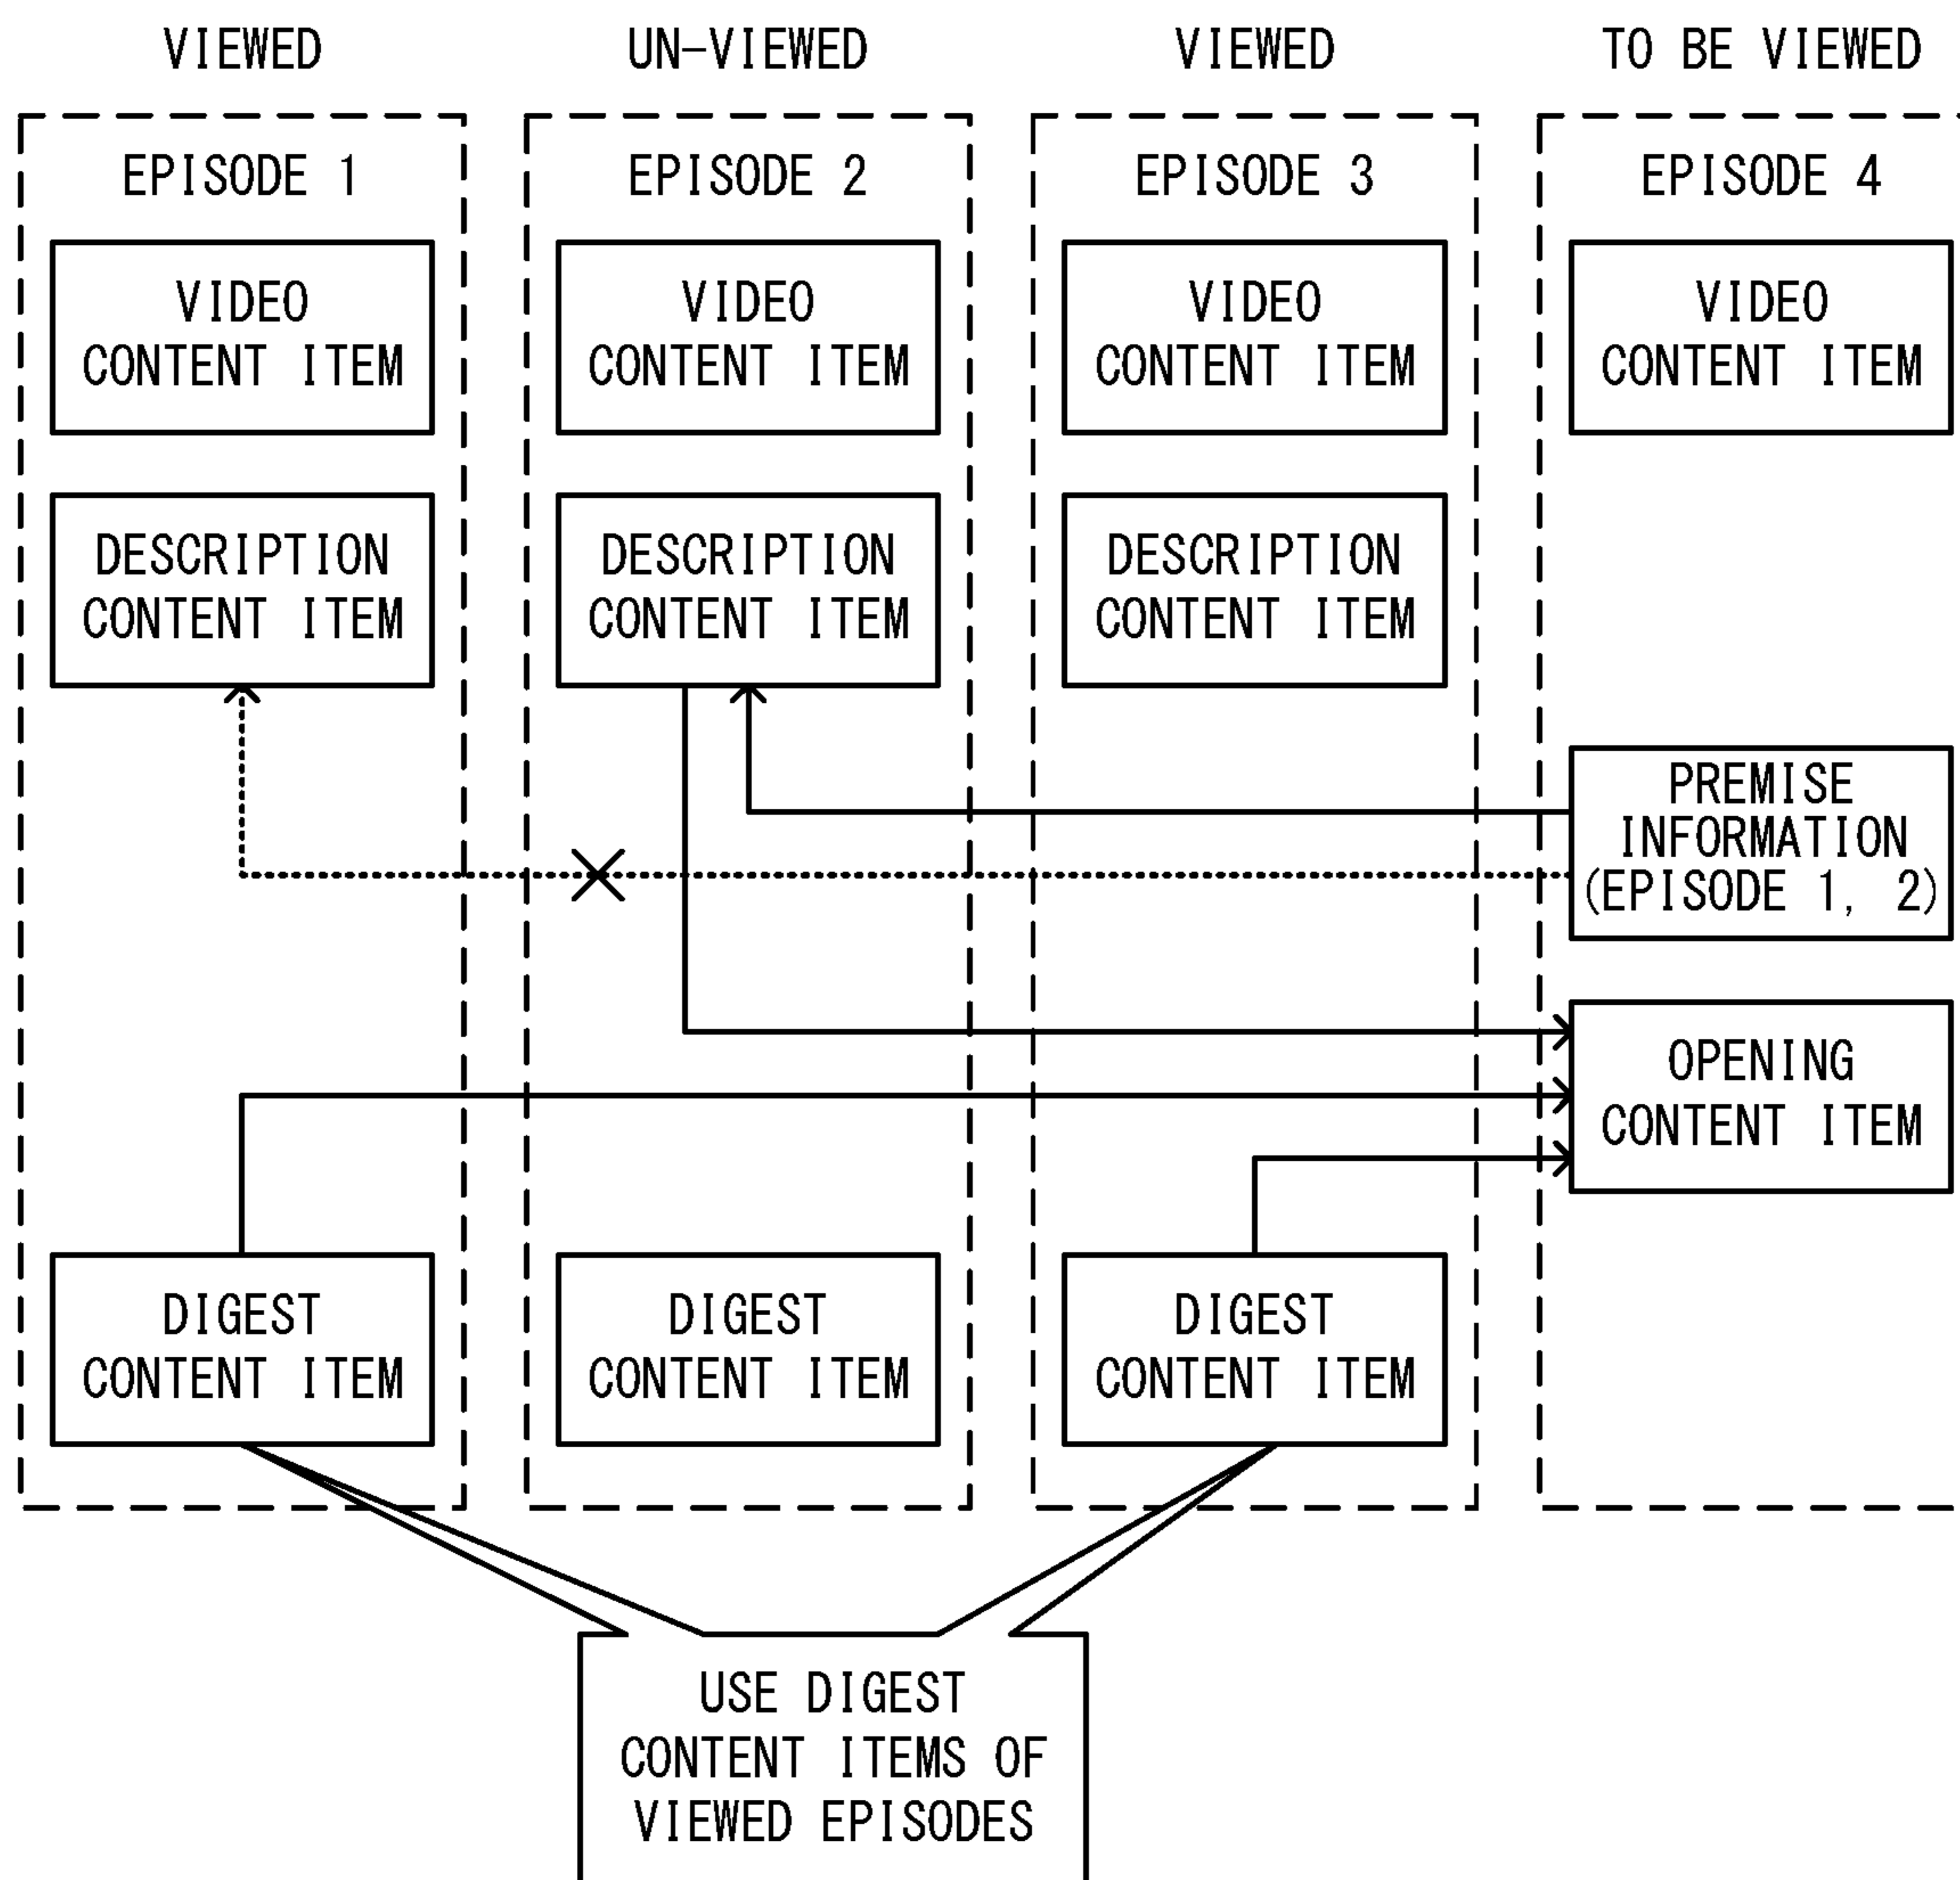 VIEWED
UN-VIEWED
VIEWED
TO BE VIEWED
EPISODE 1
EPISODE 2
EPISODE 3
EPISODE 4
VIDEO
CONTENT ITEM
VIDEO
CONTENT ITEM
VIDEO
CONTENT ITEM
VIDEO
CONTENT ITEM
DESCRIPTION
CONTENT ITEM
DESCRIPTION
CONTENT ITEM
DESCRIPTION
CONTENT ITEM
PREMISE
INFORMATION
(EPISODE 1, 2)
OPENING
CONTENT ITEM
DIGEST
CONTENT ITEM
DIGEST
CONTENT ITEM
DIGEST
CONTENT ITEM
USE DIGEST
CONTENT ITEMS OF
VIEWED EPISODES